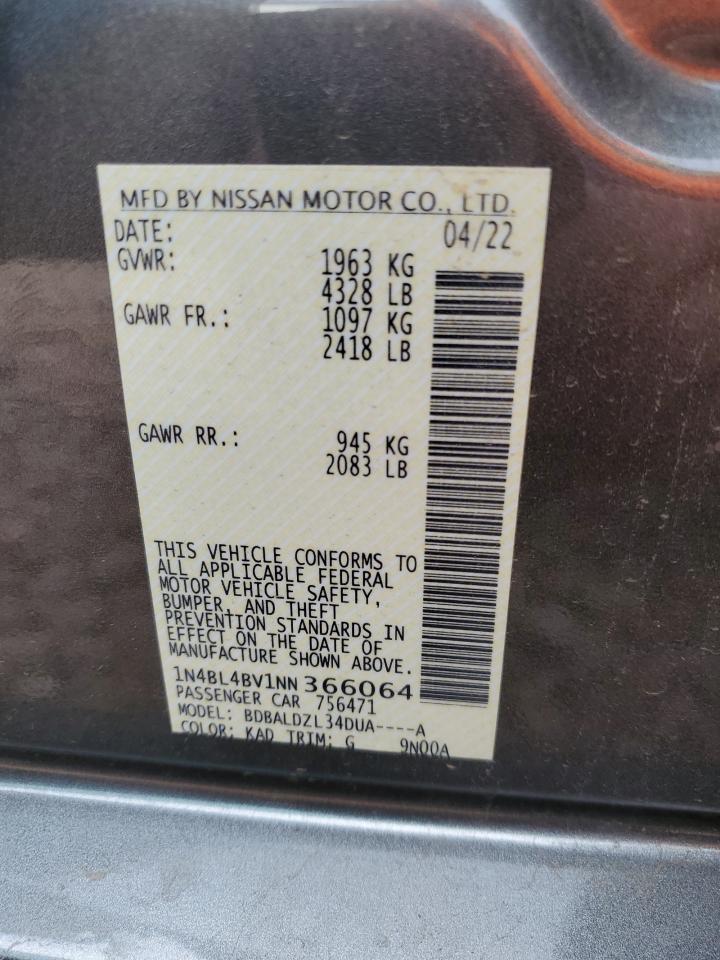 MFD BY NISSAN MOTOR CO., LTD.
DATE: 04/22
GVWR: 1963 KG
4328 LB
GAWR FR.: 1097 KG
2418 LB
GAWR RR.: 945 KG
2083 LB
THIS VEHICLE CONFORMS TO
ALL APPLICABLE FEDERAL
MOTOR VEHICLE SAFETY,
BUMPER, AND THEFT
PREVENTION STANDARDS IN
EFFECT ON THE DATE OF
MANUFACTURE SHOWN ABOVE.
1N4BL4BV1NN366064
PASSENGER CAR 756471
MODEL: BDBALDZL34DUA----A
COLOR: KAD TRIM: G 9N00A